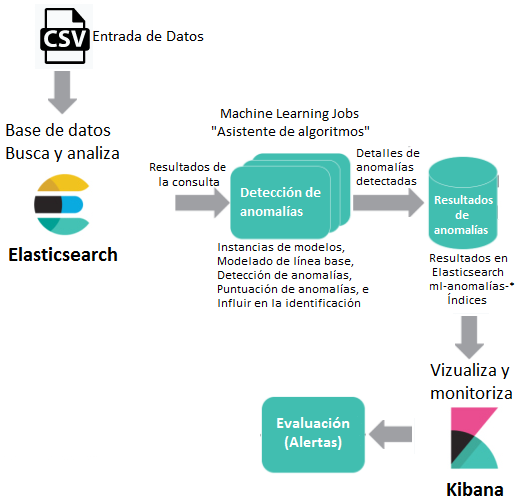 CSV
Entrada de Datos
Base de datos
Busca y analiza
Elasticsearch
Resultados de
la consulta
Machine Learning Jobs
"Asistente de algoritmos"
Detección de
anomalías
Instancias de modelos,
Modelado de línea base,
Detección de anomalías,
Puntuación de anomalías, e
Influir en la identificación
Detalles de
anomalías
detectadas
Resultados
de
anomalías
Resultados en
Elasticsearch
ml-anomalías-*
Índices
Vizualiza y
monitoriza
Kibana
Evaluación
(Alertas)